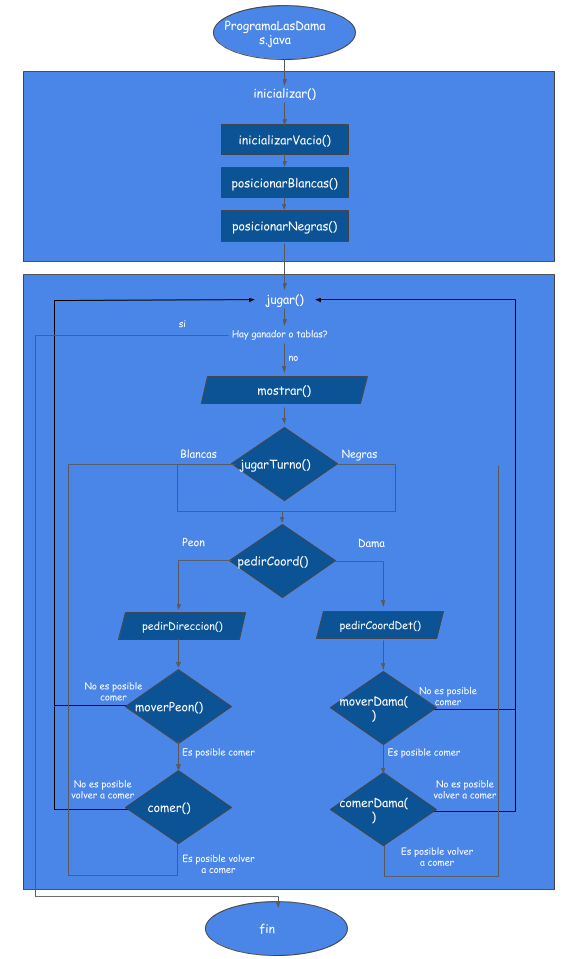 ProgramaLasDama
s.java
inicializar()
inicializarVacio()
posicionarBlancas()
posicionarNegras()
jugar()
si
Hay ganador o tablas?
no
mostrar()
Blancas
Negras
jugarTurno()
Peon
Dama
pedirCoord()
pedirDireccion()
pedirCoordDet()
No es posible
comer
moverPeon()
No es posible
comer
moverDama(
)
Es posible comer
Es posible comer
No es posible
volver a comer
comer()
No es posible
volver a comer
comerDama(
)
Es posible volver
a comer
Es posible volver
a comer
fin